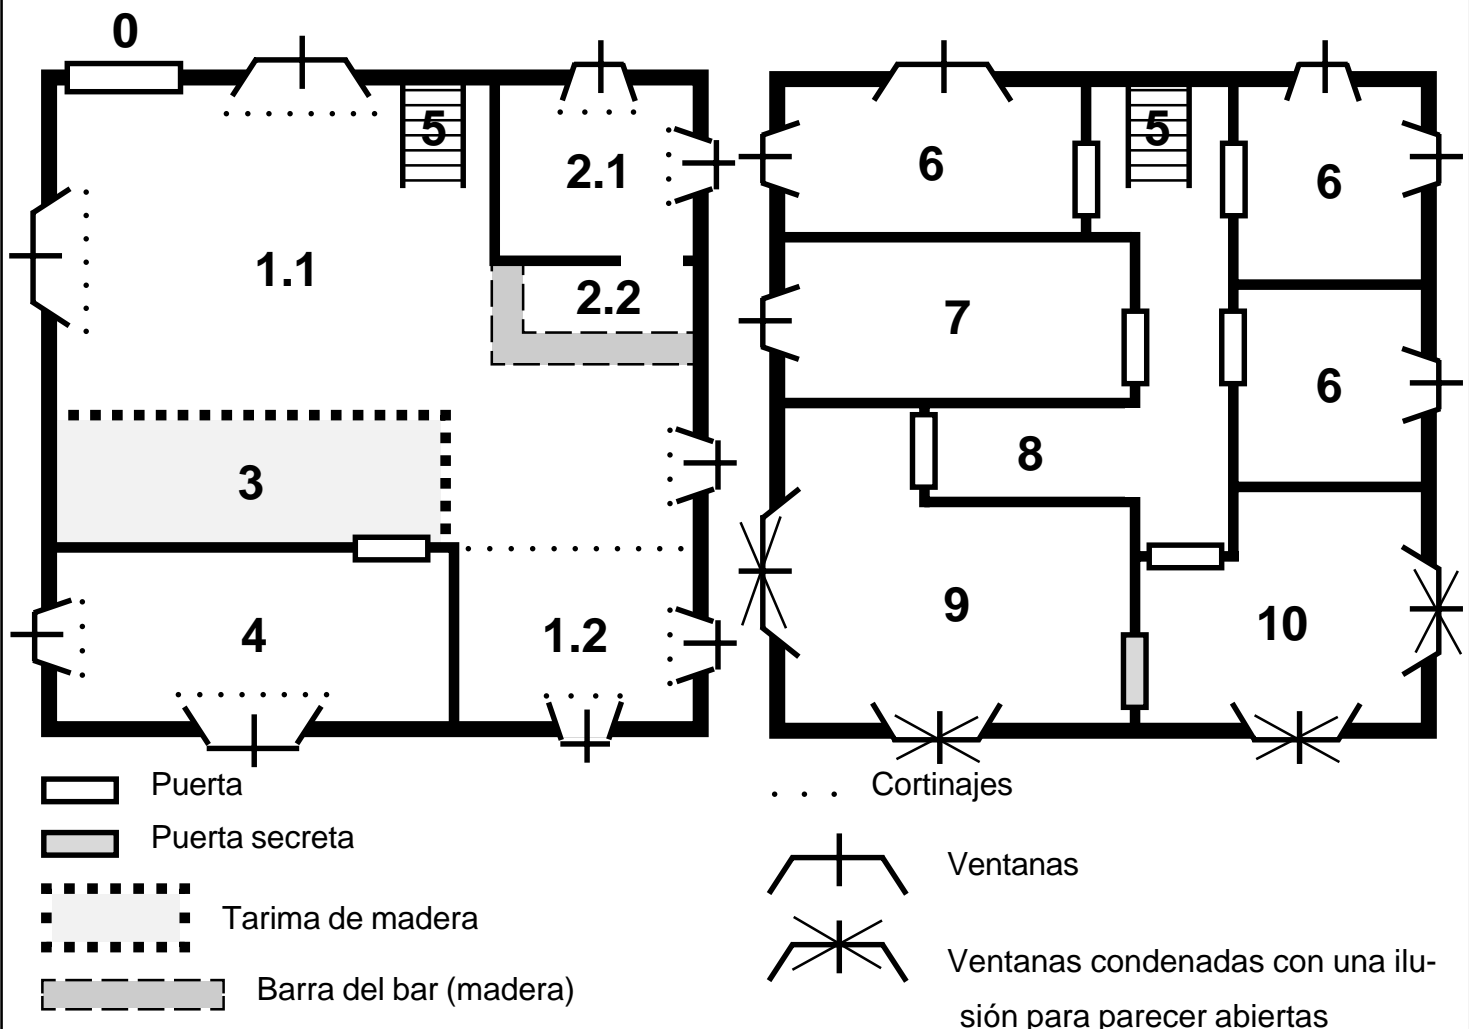 0
5
2.1
1.1
2.2
3
4
1.2
6
5
6
7
6
8
9
10
Puerta
Puerta secreta
Tarima de madera
Barra del bar (madera)
. . . Cortinajes
Ventanas
Ventanas condenadas con una ilu-
sión para parecer abiertas